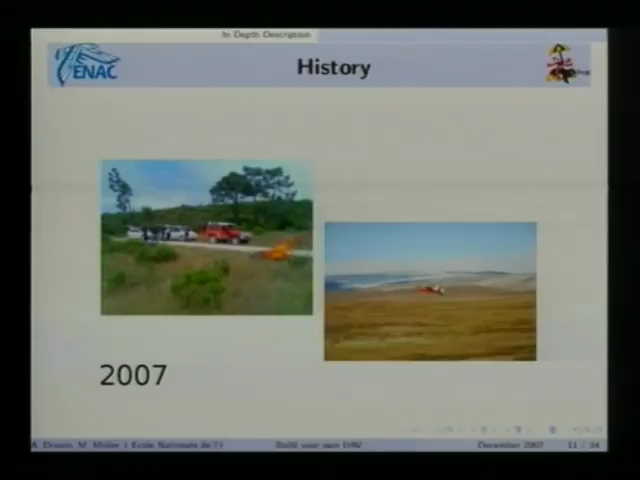 In Depth Description
ENAC
History
2007
A. Drouin, M. Müller ( Ecole Nationale de l'
Build your own UAV
December 2007
11 / 34